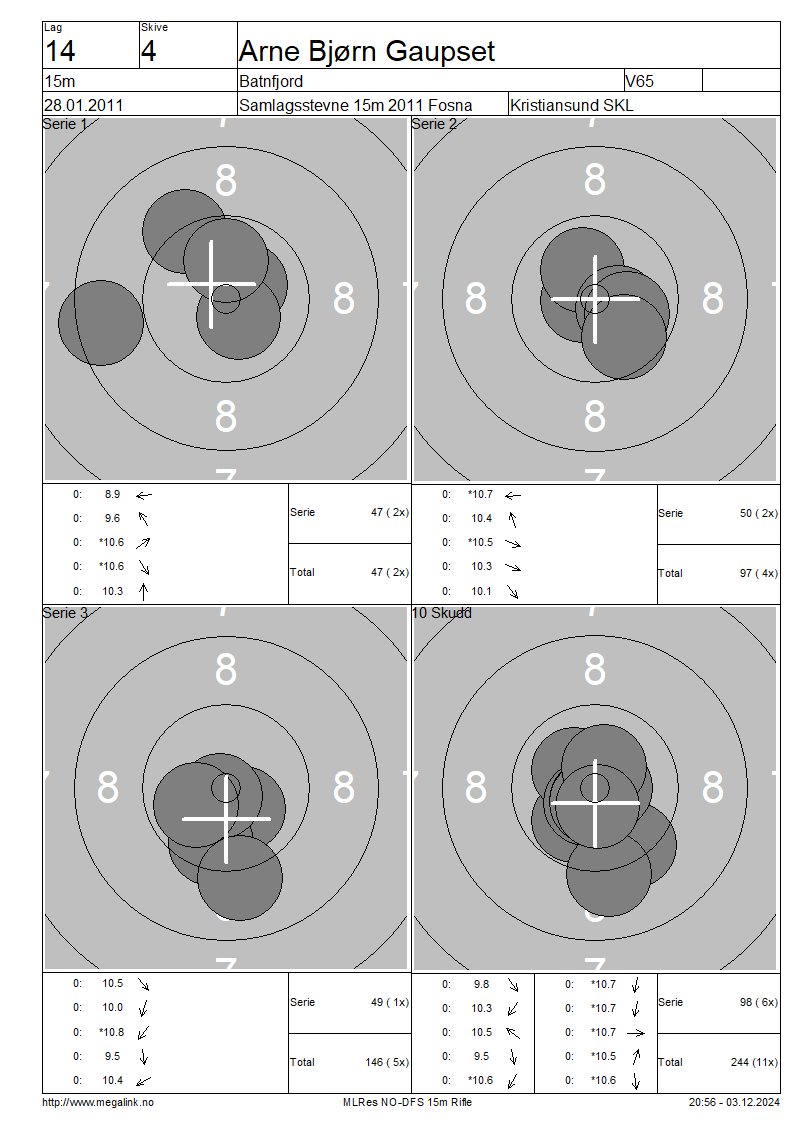 Lag
Skive
14
4
Arne Bjørn Gaupset
15m
Batnfjord
V65
28.01.2011
Samlagsstevne 15m 2011 Fosna
Kristiansund SKL
Serie 1
7
8
7
8
8
7
0: 8.9
0: 9.6
0: *10.6
0: *10.6
0: 10.3
Serie 47 ( 2x)
Total 47 ( 2x)
Serie 2
7
8
8
7
8
8
7
0: *10.7
0: 10.4
0: *10.5
0: 10.3
0: 10.1
Serie 50 ( 2x)
Total 97 ( 4x)
Serie 3
7
8
7
8
8
7
0: 10.5
0: 10.0
0: *10.8
0: 9.5
0: 10.4
Serie 49 ( 1x)
Total 146 ( 5x)
10 Skudd
7
8
8
7
8
8
7
0: 9.8
0: 10.3
0: 10.5
0: 9.5
0: *10.6
0: *10.7
0: *10.7
0: *10.7
0: *10.5
0: *10.6
Serie 98 ( 6x)
Total 244 (11x)
http://www.megalink.no
MLRes NO-DFS 15m Rifle
20:56 - 03.12.2024